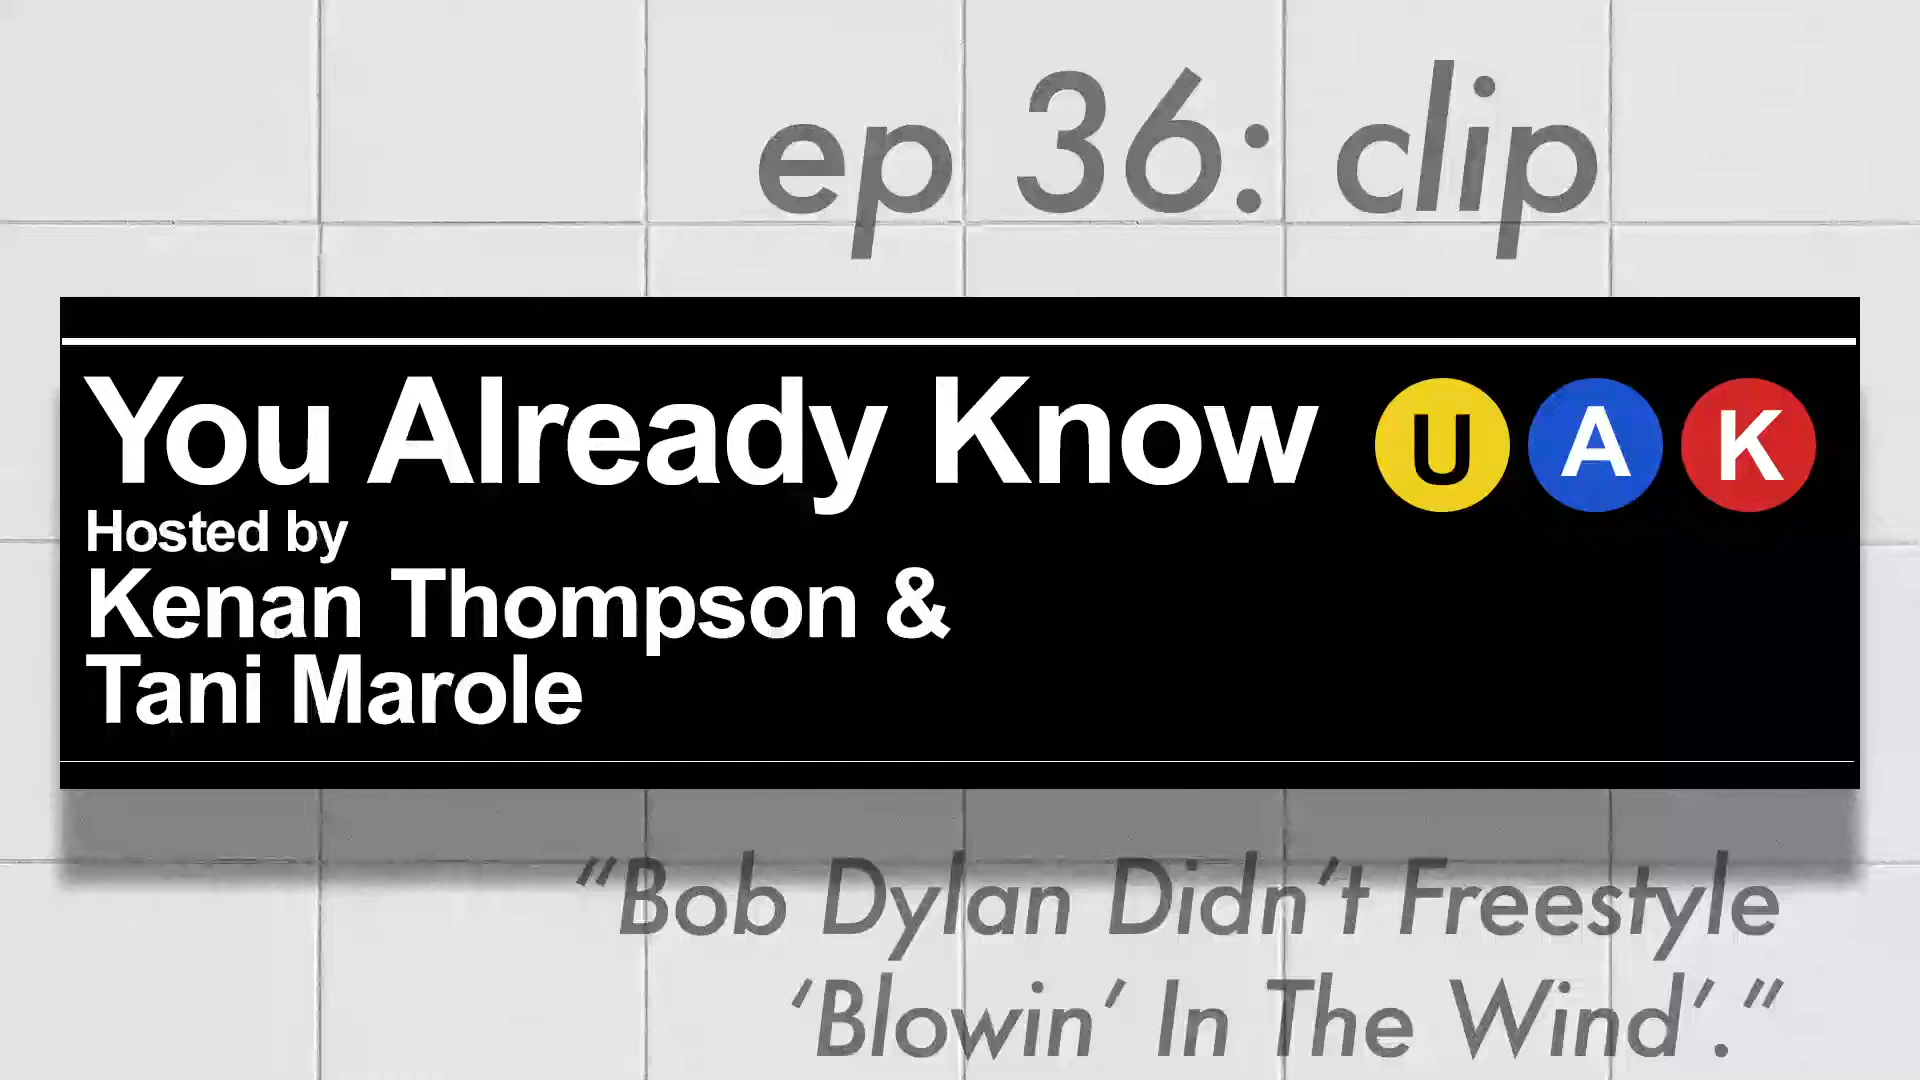 ep 36: clip
You Already Know U A K
Hosted by
Kenan Thompson &
Tani Marole
“Bob Dylan Didn’t Freestyle
‘Blowin’ In The Wind’.”